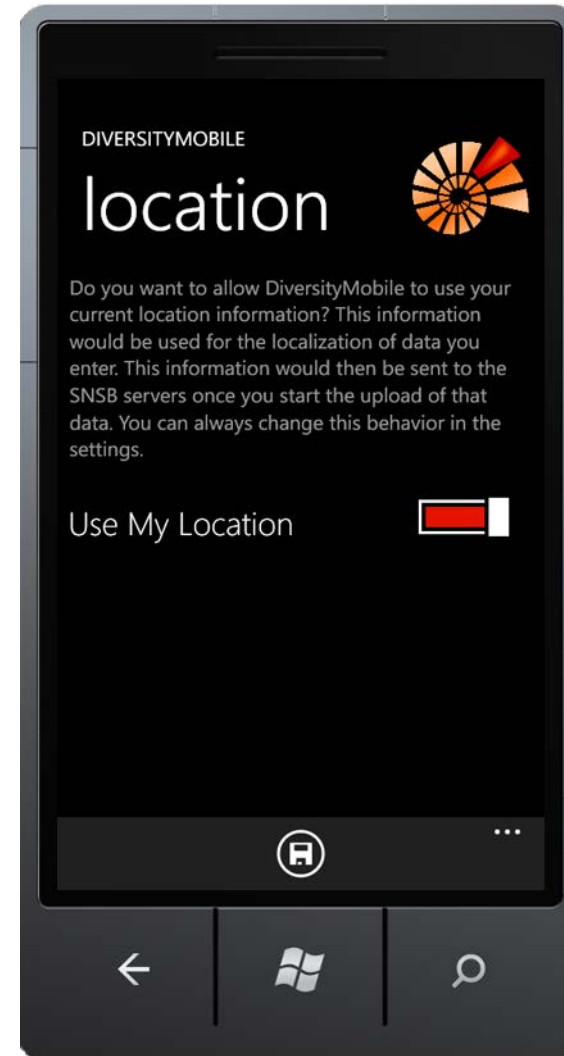 DIVERSITYMOBILE
location
Do you want to allow DiversityMobile to use your
current location information? This information
would be used for the localization of data you
enter. This information would then be sent to the
SNSB servers once you start the upload of that
data. You can always change this behavior in the
settings.
Use My Location